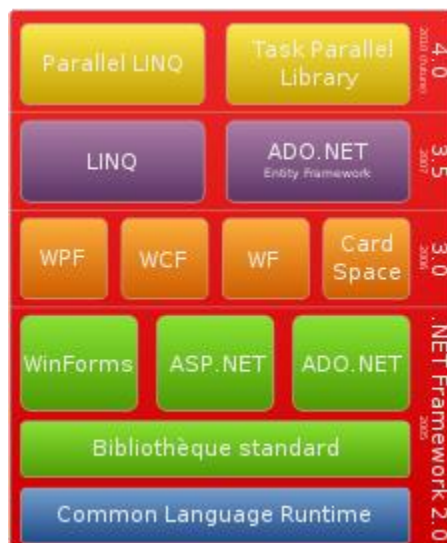 Parallel LINQ
Task Parallel
Library
4.0
2010 (future)
LINQ
ADO.NET
Entity Framework
3.5
2007
WPF
WCF
WF
Card
Space
3.0
2006
WinForms
ASP.NET
ADO.NET
Bibliothèque standard
Common Language Runtime
.NET Framework 2.0
2005